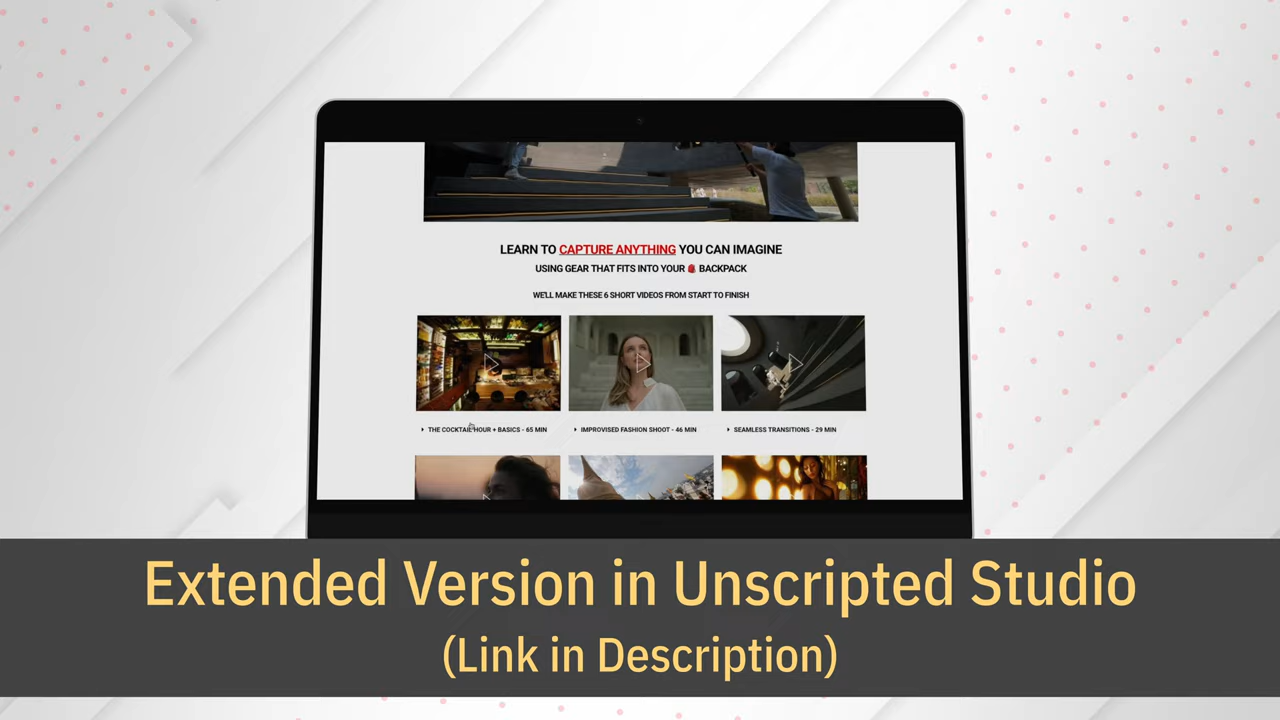 LEARN TO CAPTURE ANYTHING YOU CAN IMAGINE
USING GEAR THAT FITS INTO YOUR BACKPACK
WE'LL MAKE THESE 6 SHORT VIDEOS FROM START TO FINISH
THE COCKTAIL HOUR + BASICS - 65 MIN
IMPROVISED FASHION SHOOT - 46 MIN
SEAMLESS TRANSITIONS - 29 MIN
Extended Version in Unscripted Studio
(Link in Description)